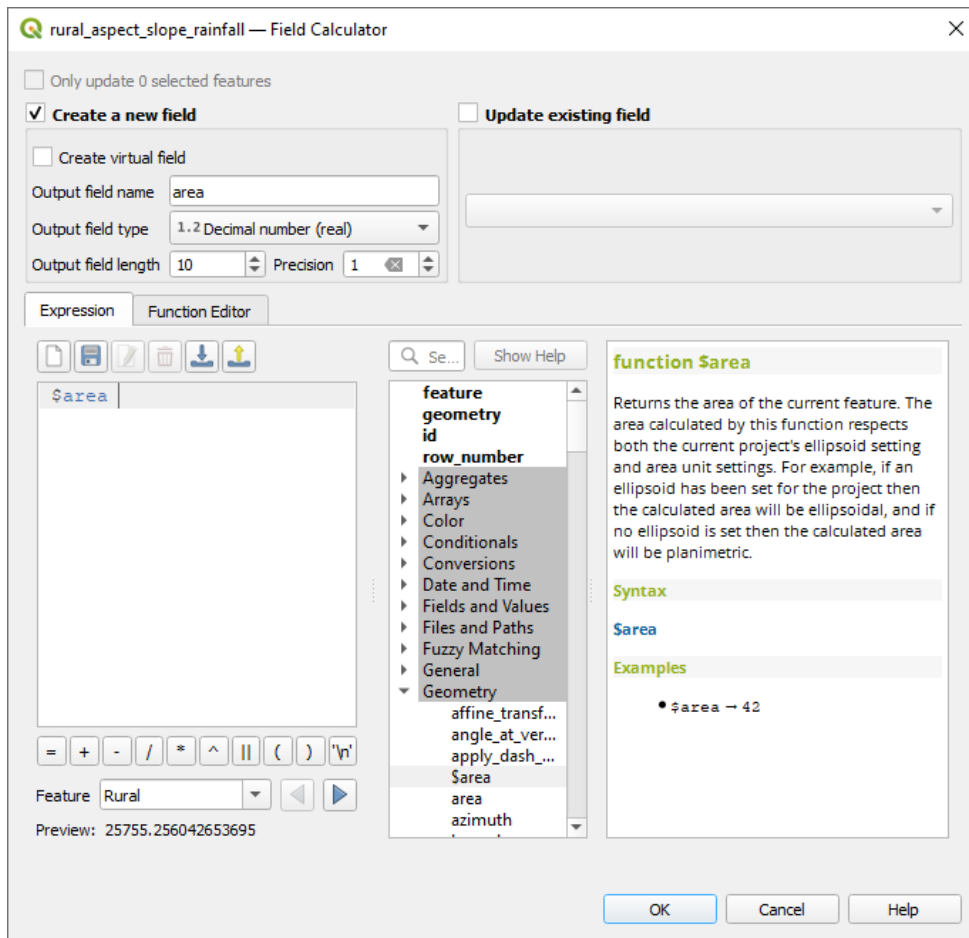 rural_aspect_slope_rainfall — Field Calculator
Only update 0 selected features
Create a new field
Update existing field
Create virtual field
Output field name area
Output field type 1.2 Decimal number (real)
Output field length 10 Precision 1
Expression Function Editor
Se... Show Help
$area
feature
geometry
id
row_number
Aggregates
Arrays
Color
Conditionals
Conversions
Date and Time
Fields and Values
Files and Paths
Fuzzy Matching
General
Geometry
affine_transf...
angle_at_ver...
apply_dash_...
$area
area
azimuth
function $area
Returns the area of the current feature. The
area calculated by this function respects
both the current project's ellipsoid setting
and area unit settings. For example, if an
ellipsoid has been set for the project then
the calculated area will be ellipsoidal, and if
no ellipsoid is set then the calculated area
will be planimetric.
Syntax
$area
Examples
• $area → 42
= + - / * ^ || ( ) '\n'
Feature Rural
Preview: 25755.256042653695
OK Cancel Help